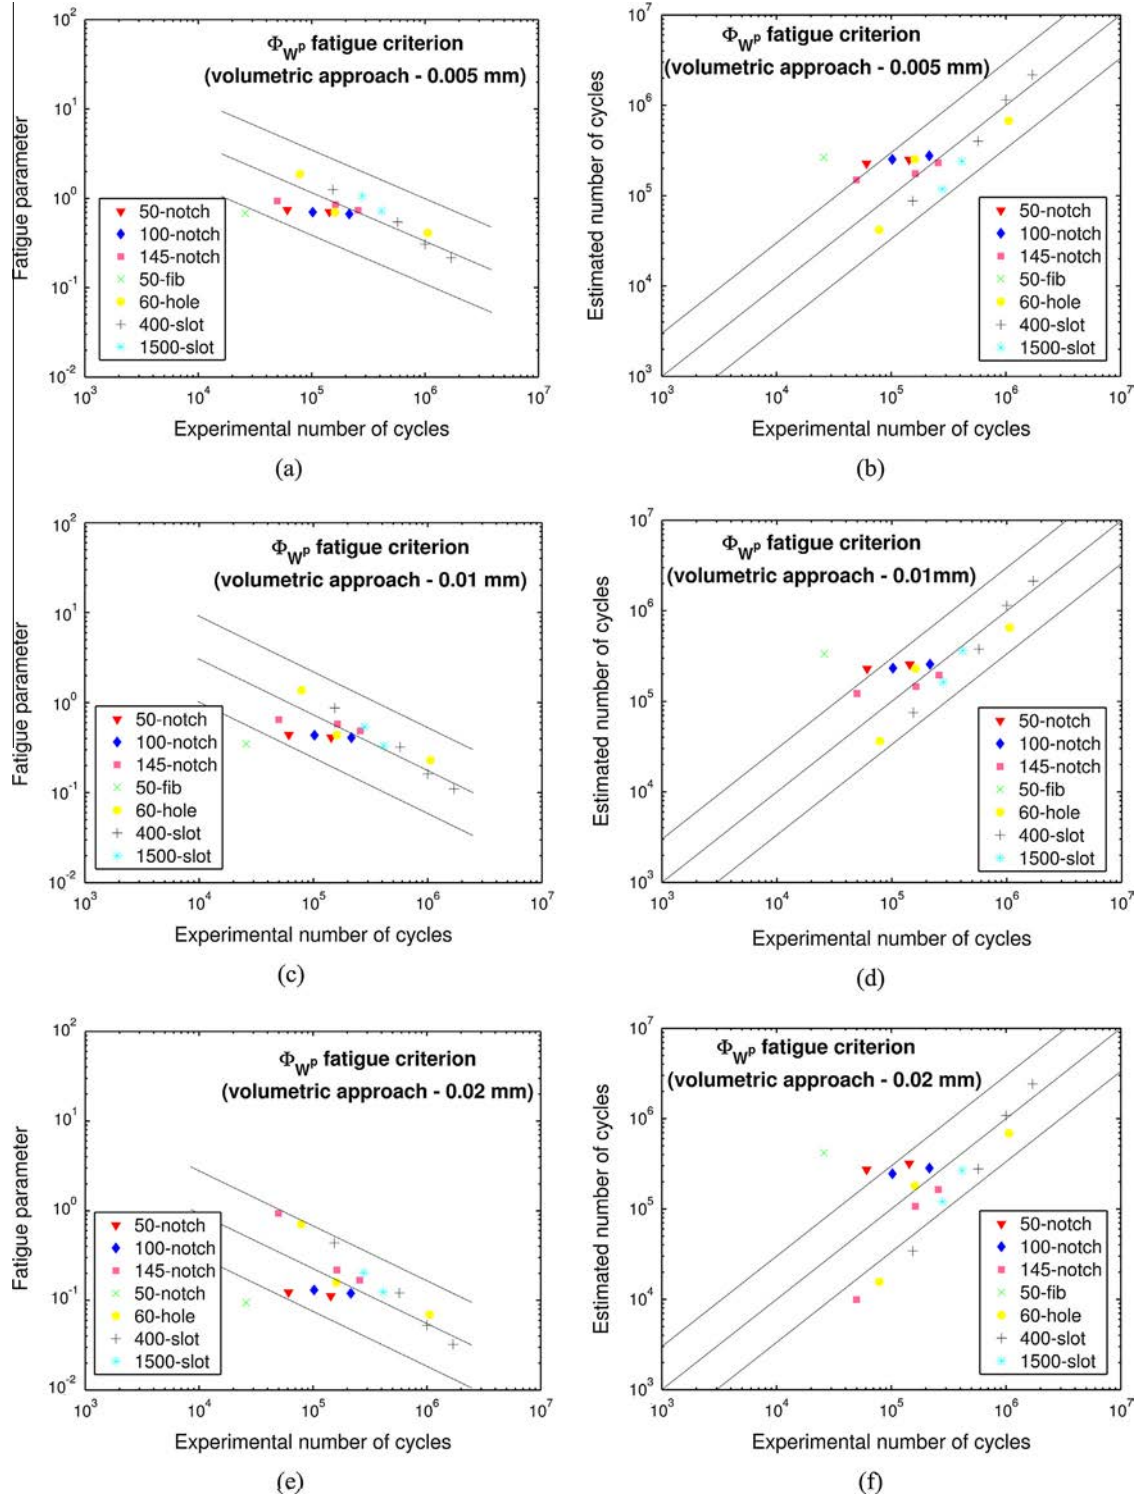 Φ_W^p fatigue criterion
(volumetric approach - 0.005 mm)
Fatigue parameter
10^2
10^1
10^0
10^-1
10^-2
50-notch
100-notch
145-notch
50-fib
60-hole
400-slot
1500-slot
10^3 10^4 10^5 10^6 10^7
Experimental number of cycles
(a)
Φ_W^p fatigue criterion
(volumetric approach - 0.005 mm)
Estimated number of cycles
10^7
10^6
10^5
10^4
10^3
50-notch
100-notch
145-notch
50-fib
60-hole
400-slot
1500-slot
10^3 10^4 10^5 10^6 10^7
Experimental number of cycles
(b)
Φ_W^p fatigue criterion
(volumetric approach - 0.01 mm)
Fatigue parameter
10^2
10^1
10^0
10^-1
10^-2
50-notch
100-notch
145-notch
50-fib
60-hole
400-slot
1500-slot
10^3 10^4 10^5 10^6 10^7
Experimental number of cycles
(c)
Φ_W^p fatigue criterion
(volumetric approach - 0.01mm)
Estimated number of cycles
10^7
10^6
10^5
10^4
10^3
50-notch
100-notch
145-notch
50-fib
60-hole
400-slot
1500-slot
10^3 10^4 10^5 10^6 10^7
Experimental number of cycles
(d)
Φ_W^p fatigue criterion
(volumetric approach - 0.02 mm)
Fatigue parameter
10^2
10^1
10^0
10^-1
10^-2
50-notch
100-notch
145-notch
50-notch
60-hole
400-slot
1500-slot
10^3 10^4 10^5 10^6 10^7
Experimental number of cycles
(e)
Φ_W^p fatigue criterion
(volumetric approach - 0.02 mm)
Estimated number of cycles
10^7
10^6
10^5
10^4
10^3
50-notch
100-notch
145-notch
50-fib
60-hole
400-slot
1500-slot
10^3 10^4 10^5 10^6 10^7
Experimental number of cycles
(f)